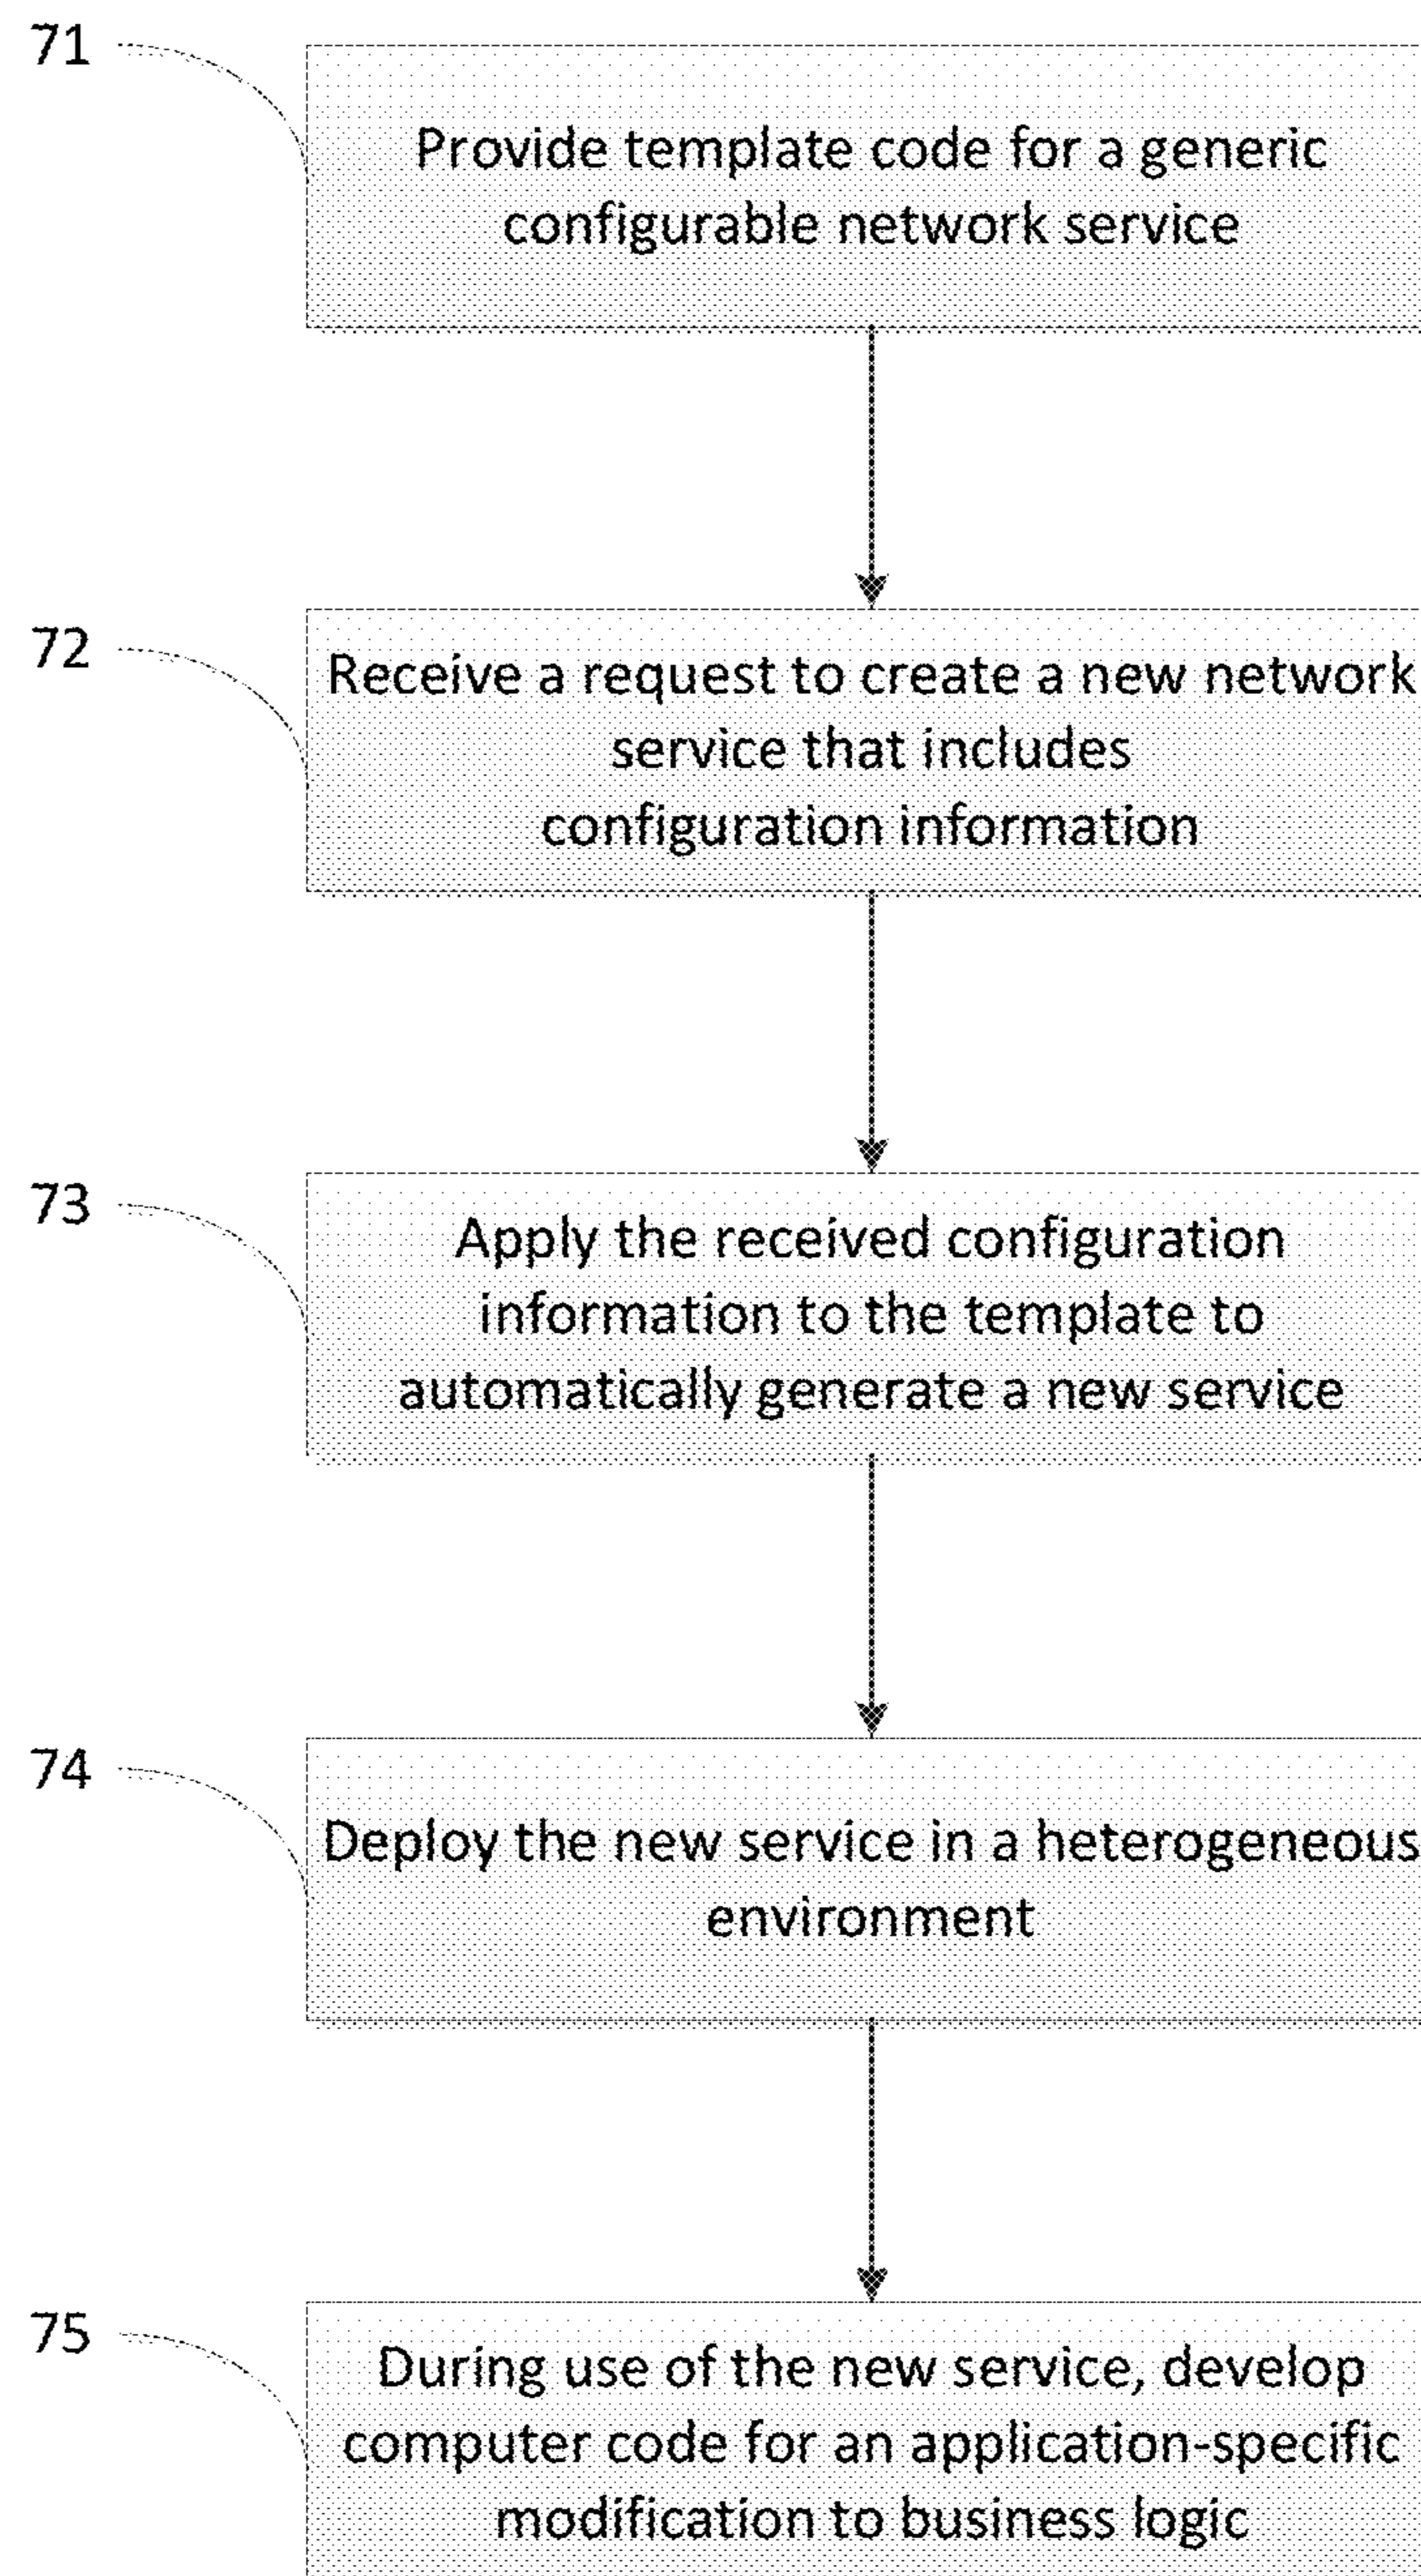 71
Provide template code for a generic
configurable network service
72
Receive a request to create a new network
service that includes
configuration information
73
Apply the received configuration
information to the template to
automatically generate a new service
74
Deploy the new service in a heterogeneous
environment
75
During use of the new service, develop
computer code for an application-specific
modification to business logic